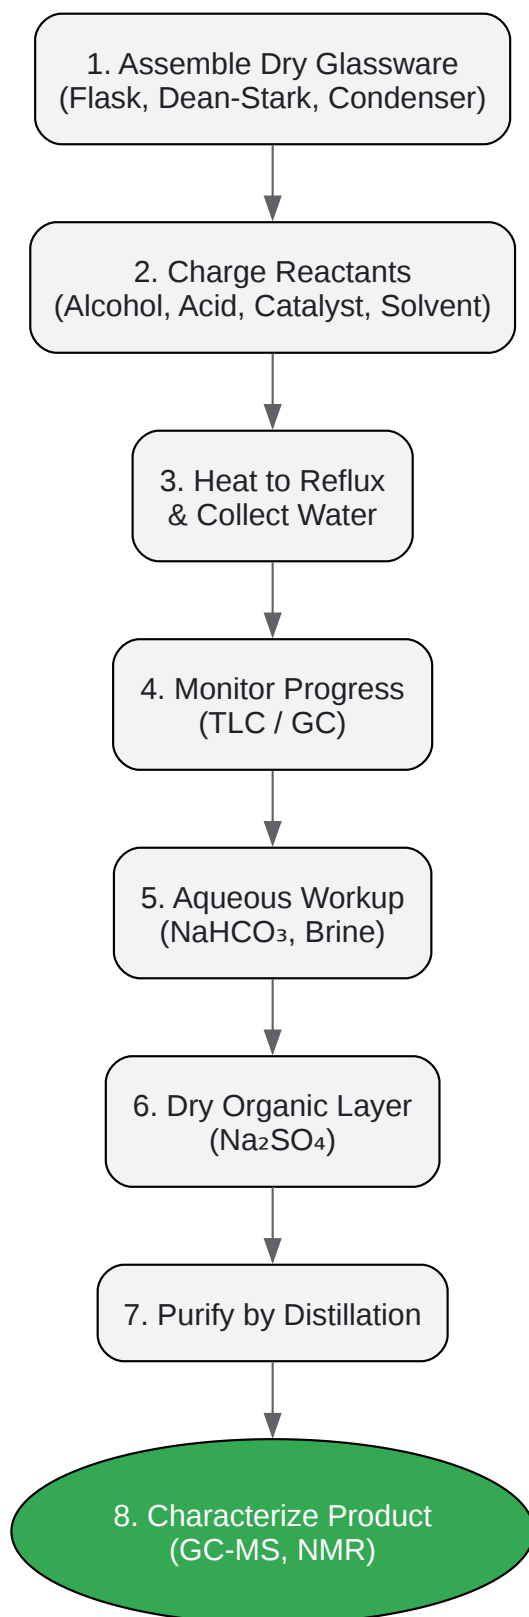 1. Assemble Dry Glassware
(Flask, Dean-Stark, Condenser)
2. Charge Reactants
(Alcohol, Acid, Catalyst, Solvent)
3. Heat to Reflux
& Collect Water
4. Monitor Progress
(TLC / GC)
5. Aqueous Workup
(NaHCO₃, Brine)
6. Dry Organic Layer
(Na₂SO₄)
7. Purify by Distillation
8. Characterize Product
(GC-MS, NMR)